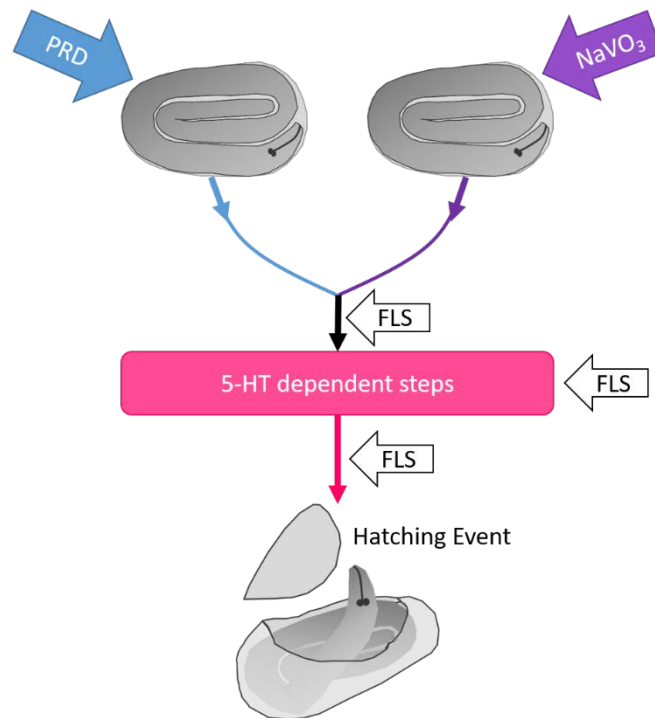 PRD
NaVO₃
FLS
5-HT dependent steps
FLS
FLS
Hatching Event